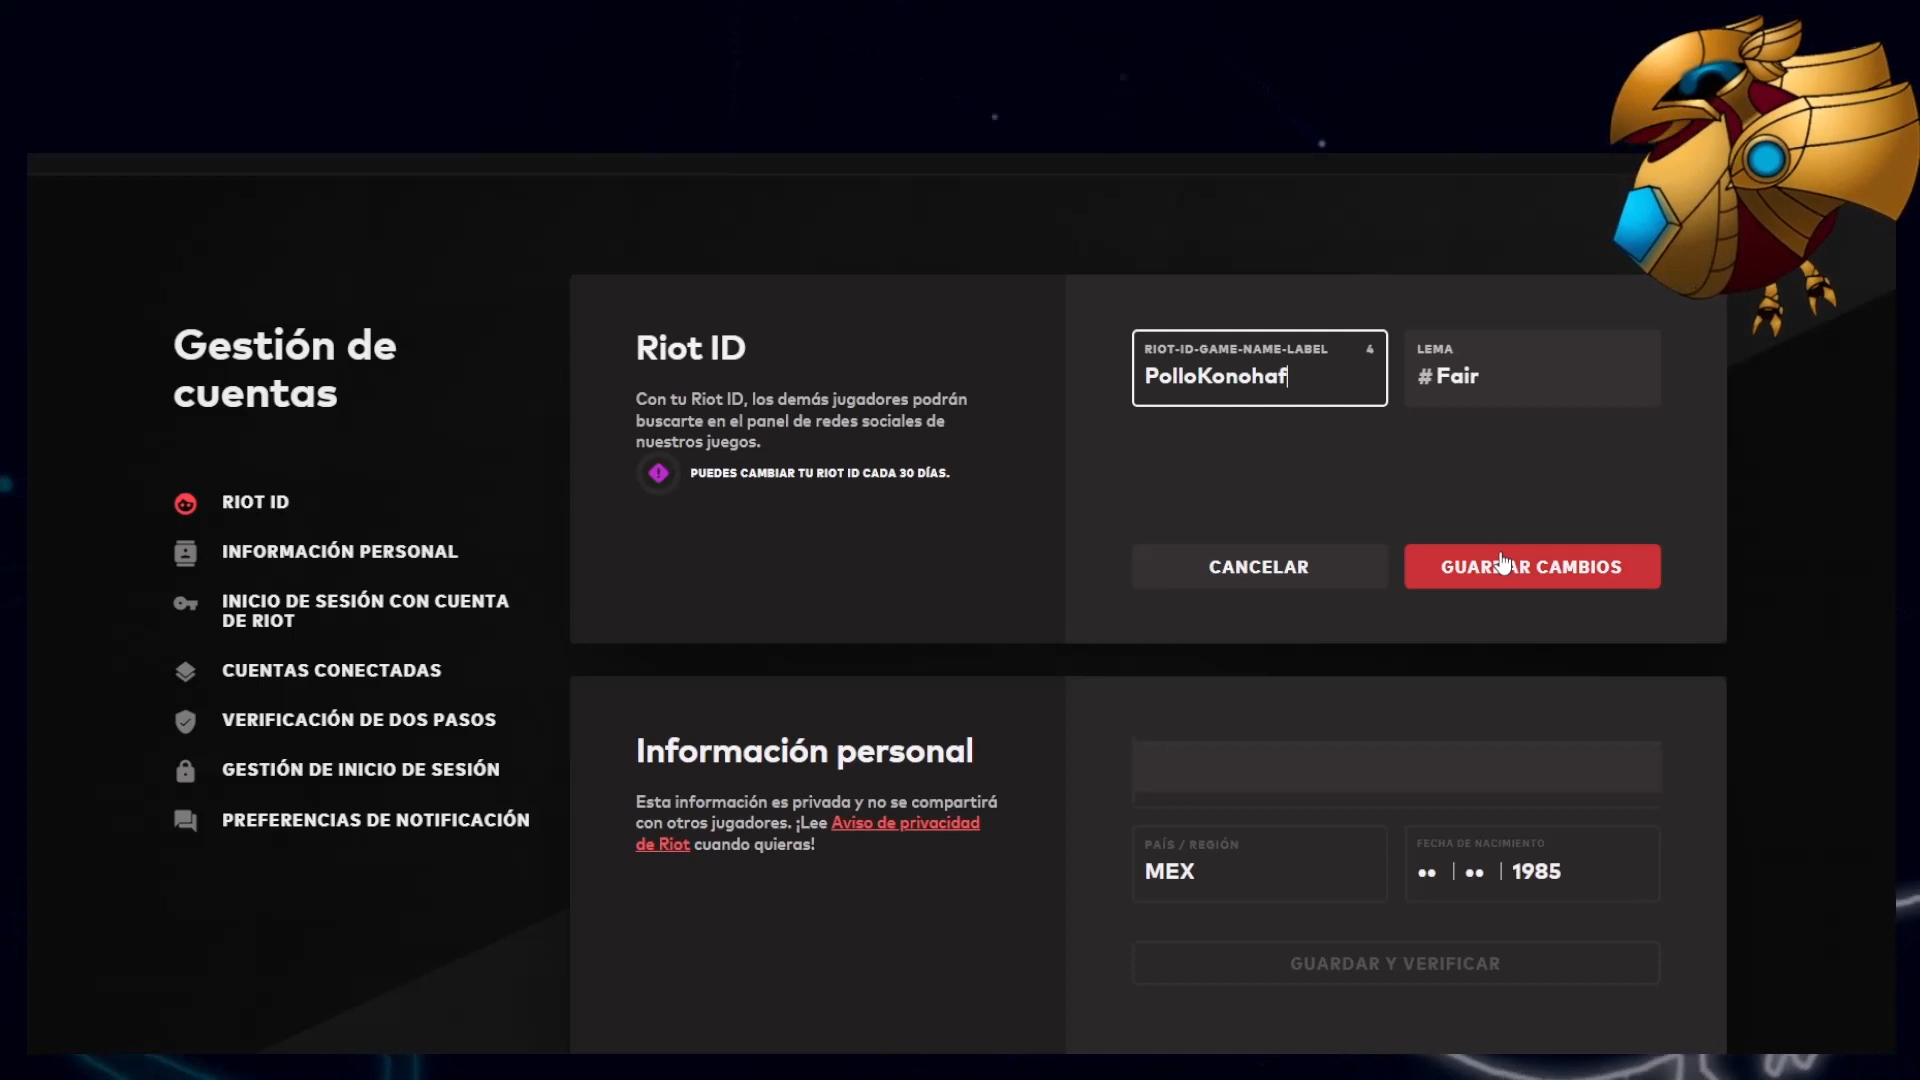 Gestión de
cuentas
RIOT ID
INFORMACIÓN PERSONAL
INICIO DE SESIÓN CON CUENTA
DE RIOT
CUENTAS CONECTADAS
VERIFICACIÓN DE DOS PASOS
GESTIÓN DE INICIO DE SESIÓN
PREFERENCIAS DE NOTIFICACIÓN
Riot ID
Con tu Riot ID, los demás jugadores podrán
buscarte en el panel de redes sociales de
nuestros juegos.
PUEDES CAMBIAR TU RIOT ID CADA 30 DÍAS.
RIOT-ID-GAME-NAME-LABEL 4
PolloKonohaf
LEMA
#Fair
CANCELAR
GUARDAR CAMBIOS
Información personal
Esta información es privada y no se compartirá
con otros jugadores. ¡Lee Aviso de privacidad
de Riot cuando quieras!
PAÍS / REGIÓN
MEX
FECHA DE NACIMIENTO
•• | •• | 1985
GUARDAR Y VERIFICAR